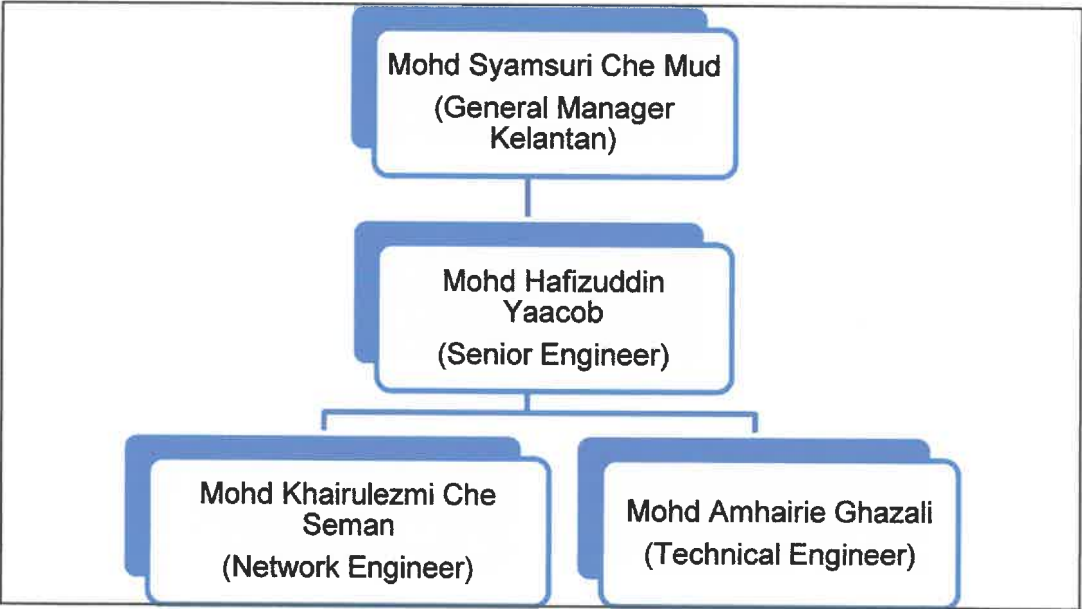 Mohd Syamsuri Che Mud
(General Manager
Kelantan)
Mohd Hafizuddin
Yaacob
(Senior Engineer)
Mohd Khairulezmi Che
Seman
(Network Engineer)
Mohd Amhairie Ghazali
(Technical Engineer)